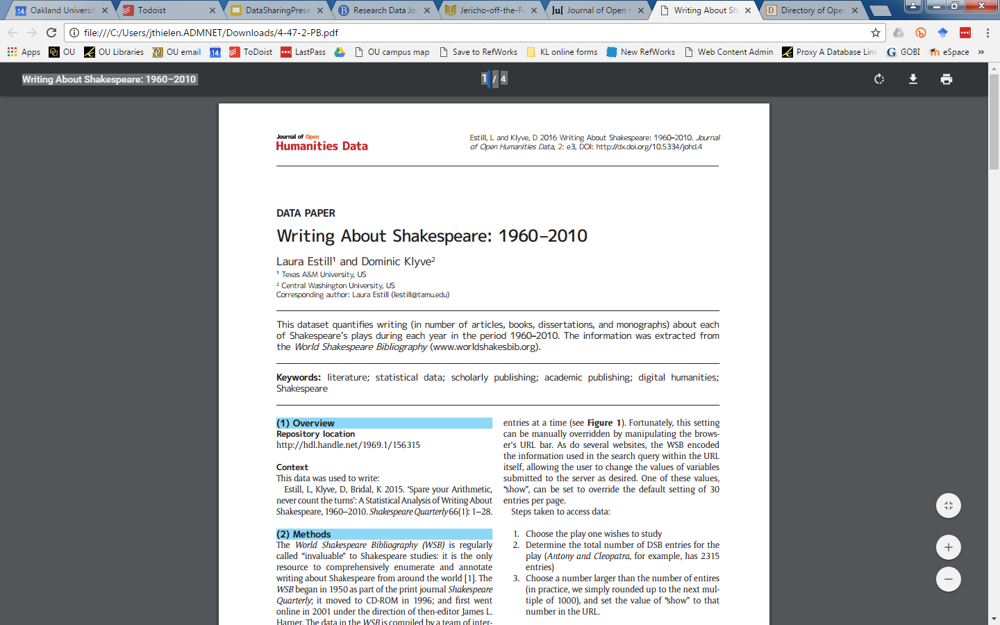 Oakland Universit
Todoist
DataSharingPrese
Research Data Jo
Jericho-off-the-R
]u[ Journal of Open H
Writing About Sh
Directory of Oper
file:///C:/Users/jthielen.ADMNET/Downloads/4-47-2-PB.pdf
Apps OU OU Libraries OU email 14 ToDoist LastPass OU campus map Save to RefWorks KL online forms New RefWorks Web Content Admin Proxy A Database Link GOBI eSpace »
Writing About Shakespeare: 1960–2010
1 / 4
Journal of Open
Humanities Data
Estill, L and Klyve, D 2016 Writing About Shakespeare: 1960–2010. Journal
of Open Humanities Data, 2: e3, DOI: http://dx.doi.org/10.5334/johd.4
DATA PAPER
Writing About Shakespeare: 1960–2010
Laura Estill¹ and Dominic Klyve²
¹ Texas A&M University, US
² Central Washington University, US
Corresponding author: Laura Estill (lestill@tamu.edu)
This dataset quantifies writing (in number of articles, books, dissertations, and monographs) about each
of Shakespeare's plays during each year in the period 1960–2010. The information was extracted from
the World Shakespeare Bibliography (www.worldshakesbib.org).
Keywords: literature; statistical data; scholarly publishing; academic publishing; digital humanities;
Shakespeare
(1) Overview
Repository location
http://hdl.handle.net/1969.1/156315
Context
This data was used to write:
Estill, L, Klyve, D, Bridal, K 2015. 'Spare your Arithmetic,
never count the turns': A Statistical Analysis of Writing About
Shakespeare, 1960–2010. Shakespeare Quarterly 66(1): 1–28.
(2) Methods
The World Shakespeare Bibliography (WSB) is regularly
called "invaluable" to Shakespeare studies: it is the only
resource to comprehensively enumerate and annotate
writing about Shakespeare from around the world [1]. The
WSB began in 1950 as part of the print journal Shakespeare
Quarterly; it moved to CD-ROM in 1996; and first went
online in 2001 under the direction of then-editor James L.
Harner. The data in the WSB is compiled by a team of inter-
entries at a time (see Figure 1). Fortunately, this setting
can be manually overridden by manipulating the brows-
er's URL bar. As do several websites, the WSB encoded
the information used in the search query within the URL
itself, allowing the user to change the values of variables
submitted to the server as desired. One of these values,
"show", can be set to override the default setting of 30
entries per page.
Steps taken to access data:
1. Choose the play one wishes to study
2. Determine the total number of DSB entries for the
play (Antony and Cleopatra, for example, has 2315
entries)
3. Choose a number larger than the number of entires
(in practice, we simply rounded up to the next mul-
tiple of 1000), and set the value of "show" to that
number in the URL.